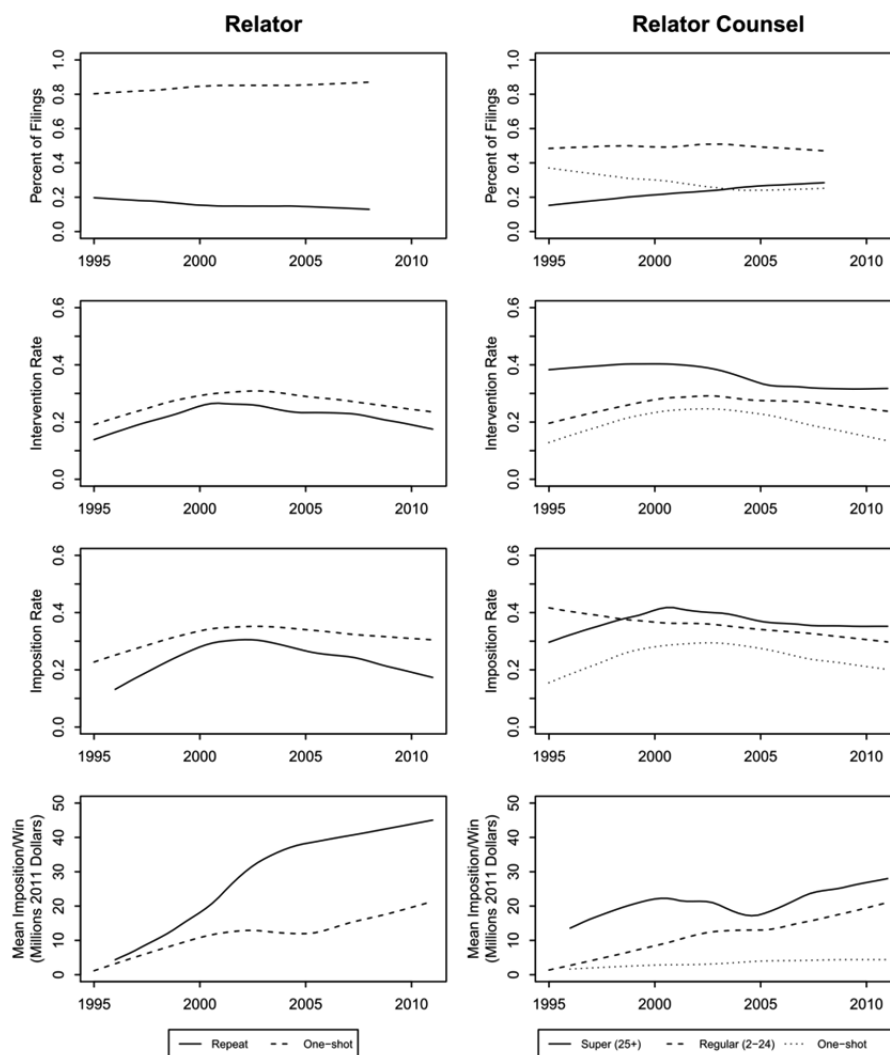 Relator
Relator Counsel
Percent of Filings
0.0 0.2 0.4 0.6 0.8 1.0
1995 2000 2005 2010
Percent of Filings
0.0 0.2 0.4 0.6 0.8 1.0
1995 2000 2005 2010
Intervention Rate
0.0 0.2 0.4 0.6
1995 2000 2005 2010
Intervention Rate
0.0 0.2 0.4 0.6
1995 2000 2005 2010
Imposition Rate
0.0 0.2 0.4 0.6
1995 2000 2005 2010
Imposition Rate
0.0 0.2 0.4 0.6
1995 2000 2005 2010
Mean Imposition/Win
(Millions 2011 Dollars)
0 10 20 30 40 50
1995 2000 2005 2010
Mean Imposition/Win
(Millions 2011 Dollars)
0 10 20 30 40 50
1995 2000 2005 2010
Repeat One−shot
Super (25+) Regular (2−24) One−shot